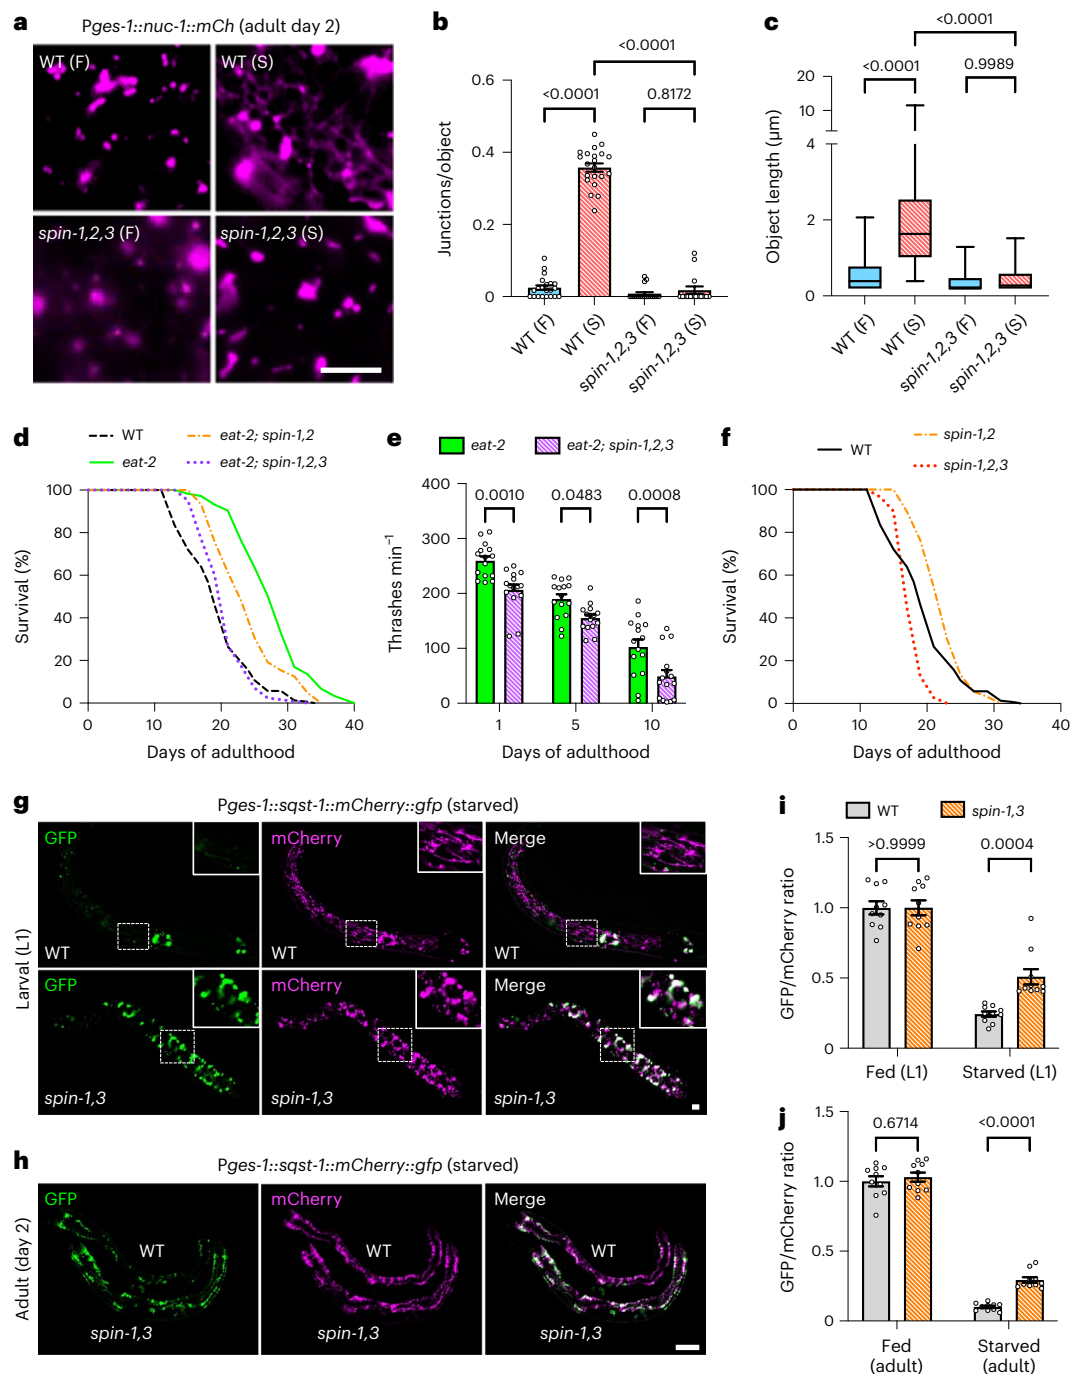 a
Pges-1::nuc-1::mCh (adult day 2)
WT (F)
WT (S)
spin-1,2,3 (F)
spin-1,2,3 (S)
b
<0.0001
<0.0001
0.8172
Junctions/object
0.6
0.4
0.2
0
WT (F)
WT (S)
spin-1,2,3 (F)
spin-1,2,3 (S)
c
<0.0001
<0.0001
0.9989
Object length (µm)
20
10
4
2
0
WT (F)
WT (S)
spin-1,2,3 (F)
spin-1,2,3 (S)
d
WT
eat-2
eat-2; spin-1,2
eat-2; spin-1,2,3
Survival (%)
100
80
60
40
20
0
0
10
20
30
40
Days of adulthood
e
eat-2
eat-2; spin-1,2,3
Thrashes min⁻¹
400
300
200
100
0
0.0010
0.0483
0.0008
1
5
10
Days of adulthood
f
WT
spin-1,2
spin-1,2,3
Survival (%)
100
80
60
40
20
0
0
10
20
30
40
Days of adulthood
g
Pges-1::sqst-1::mCherry::gfp (starved)
Larval (L1)
GFP
WT
mCherry
WT
Merge
WT
GFP
spin-1,3
mCherry
spin-1,3
Merge
spin-1,3
h
Pges-1::sqst-1::mCherry::gfp (starved)
Adult (day 2)
GFP
WT
spin-1,3
mCherry
WT
spin-1,3
Merge
WT
spin-1,3
i
WT
spin-1,3
GFP/mCherry ratio
1.5
1.0
0.5
0
>0.9999
0.0004
Fed (L1)
Starved (L1)
j
GFP/mCherry ratio
1.5
1.0
0.5
0
0.6714
<0.0001
Fed
(adult)
Starved
(adult)